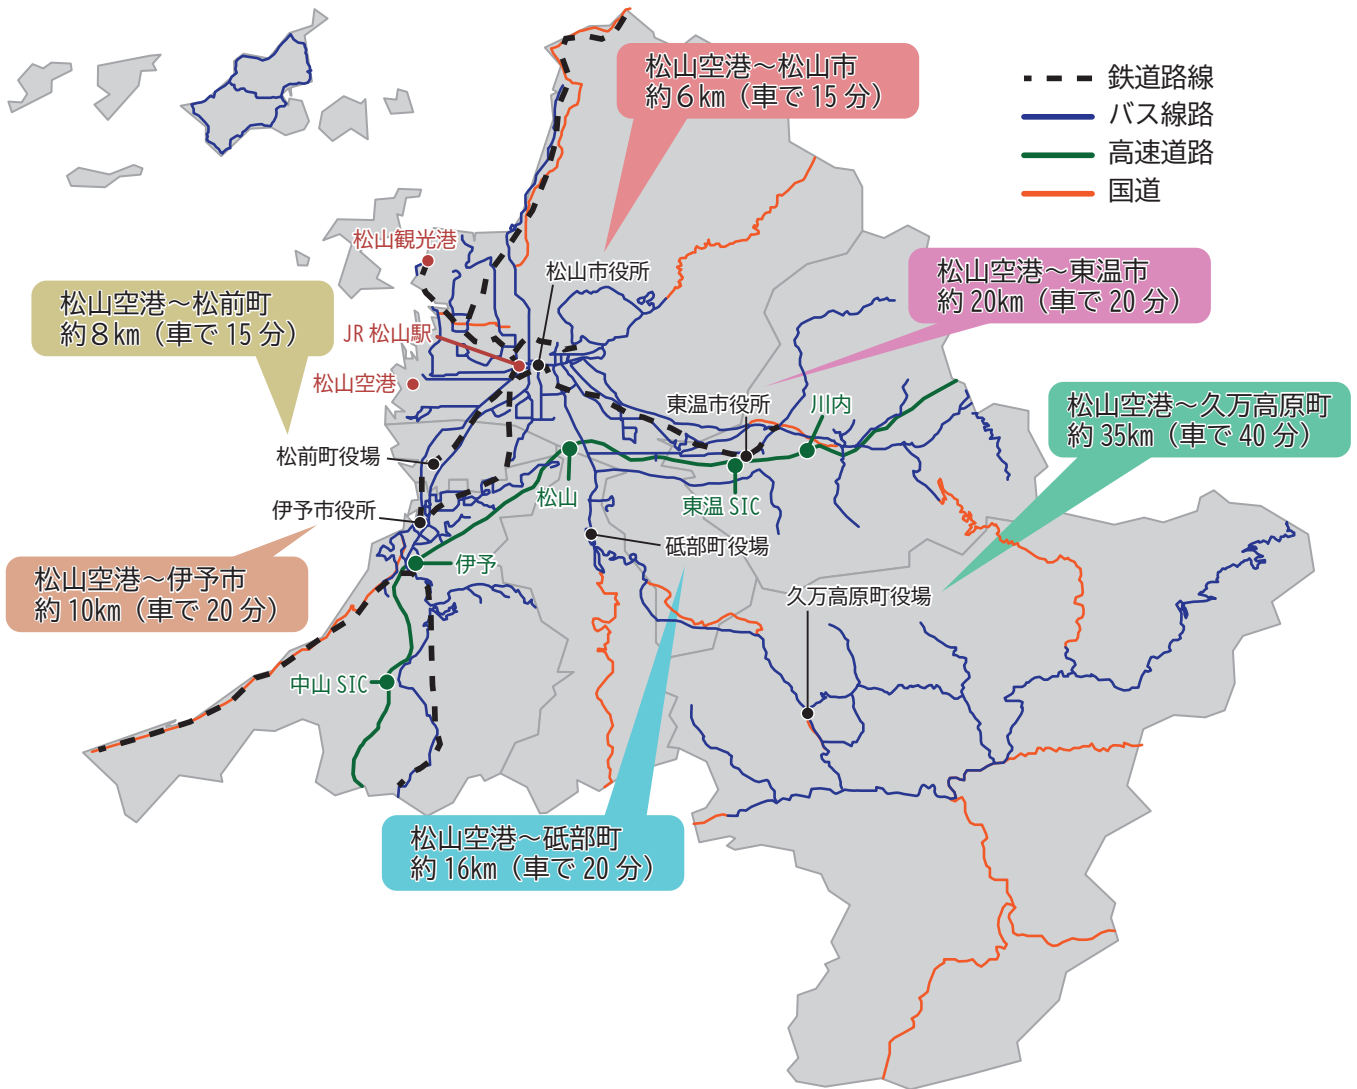 松山空港～松山市
約６km（車で 15 分）
鉄道路線
バス線路
高速道路
国道
松山観光港
松山市役所
松山空港～東温市
約 20km（車で 20 分）
松山空港～松前町
約８km（車で 15 分）
JR 松山駅
松山空港
東温市役所
川内
松山空港～久万高原町
約 35km（車で 40 分）
松前町役場
松山
東温 SIC
伊予市役所
砥部町役場
伊予
松山空港～伊予市
約 10km（車で 20 分）
久万高原町役場
中山 SIC
松山空港～砥部町
約 16km（車で 20 分）